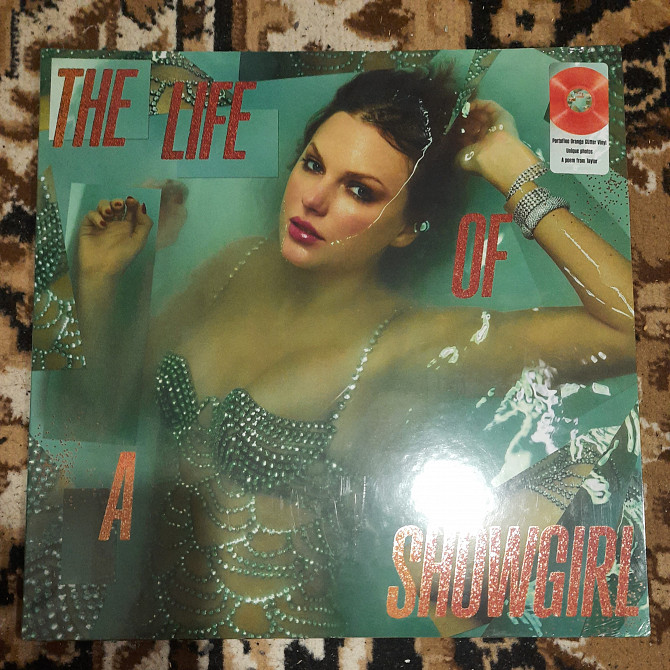 THE LIFE
OF
A
SHOWGIRL
Portofino Orange Glitter Vinyl
Unique photos
A poem from Taylor